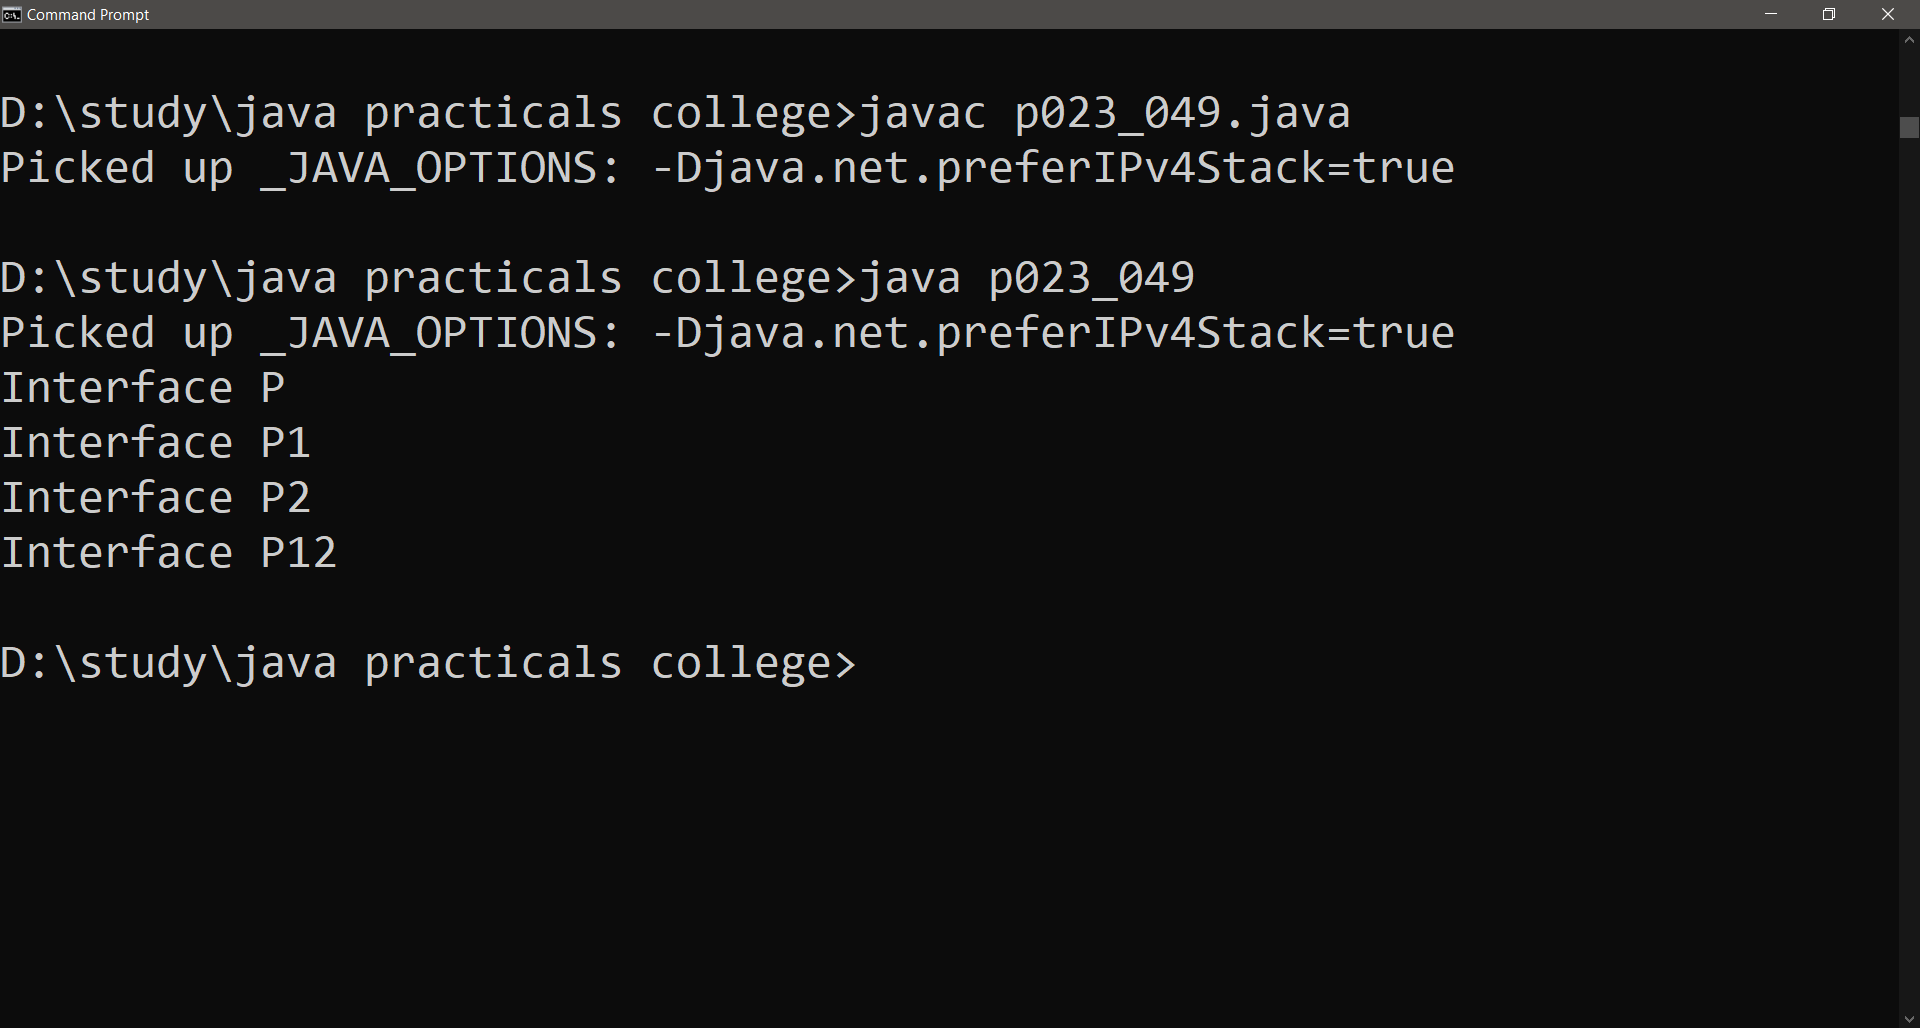 Command Prompt
D:\study\java practicals college>javac p023_049.java
Picked up _JAVA_OPTIONS: -Djava.net.preferIPv4Stack=true
D:\study\java practicals college>java p023_049
Picked up _JAVA_OPTIONS: -Djava.net.preferIPv4Stack=true
Interface P
Interface P1
Interface P2
Interface P12
D:\study\java practicals college>